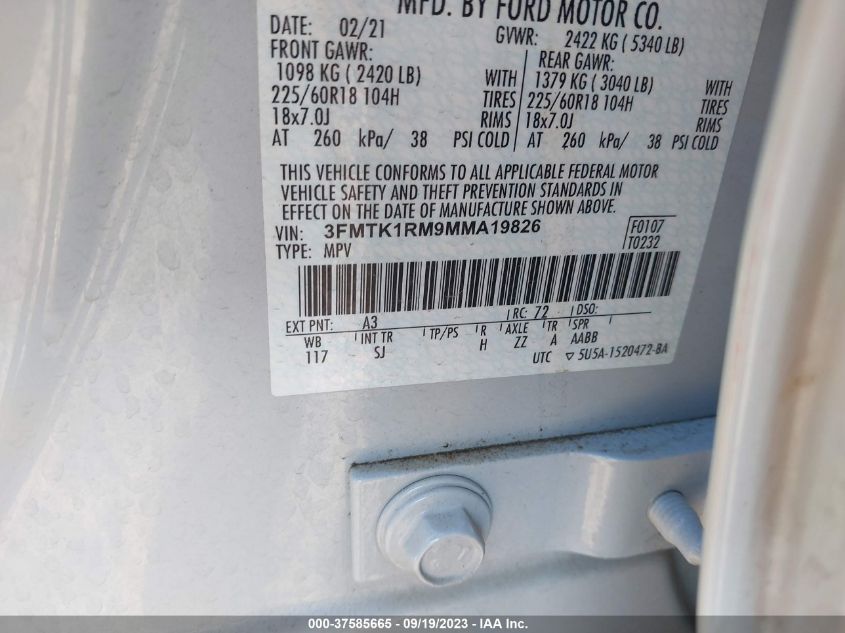 MFD. BY FORD MOTOR CO.
DATE: 02/21 GVWR: 2422 KG ( 5340 LB)
FRONT GAWR: REAR GAWR:
1098 KG ( 2420 LB) WITH 1379 KG ( 3040 LB) WITH
225/60R18 104H TIRES 225/60R18 104H TIRES
18x7.0J RIMS 18x7.0J RIMS
AT 260 kPa/ 38 PSI COLD AT 260 kPa/ 38 PSI COLD
THIS VEHICLE CONFORMS TO ALL APPLICABLE FEDERAL MOTOR
VEHICLE SAFETY AND THEFT PREVENTION STANDARDS IN
EFFECT ON THE DATE OF MANUFACTURE SHOWN ABOVE.
VIN: 3FMTK1RM9MMA19826 F0107
TYPE: MPV T0232
EXT PNT: A3 RC: 72 DSO:
WB INT TR TP/PS R AXLE TR SPR
117 SJ H ZZ A AABB
UTC ▽ 5U5A-1520472-BA
000-37585665 - 09/19/2023 - IAA Inc.